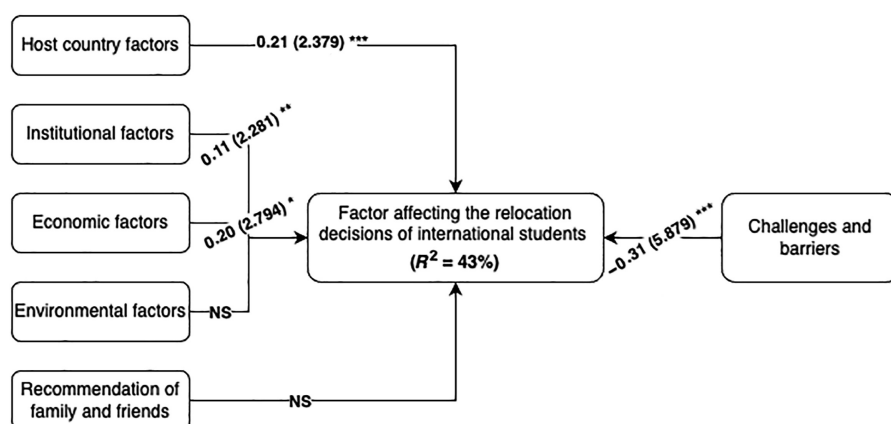 Host country factors
0.21 (2.379) ***
Institutional factors
0.11 (2.281) **
Economic factors
0.20 (2.794) *
Factor affecting the relocation
decisions of international students
(R² = 43%)
−0.31 (5.879) ***
Challenges and
barriers
Environmental factors
NS
Recommendation of
family and friends
NS